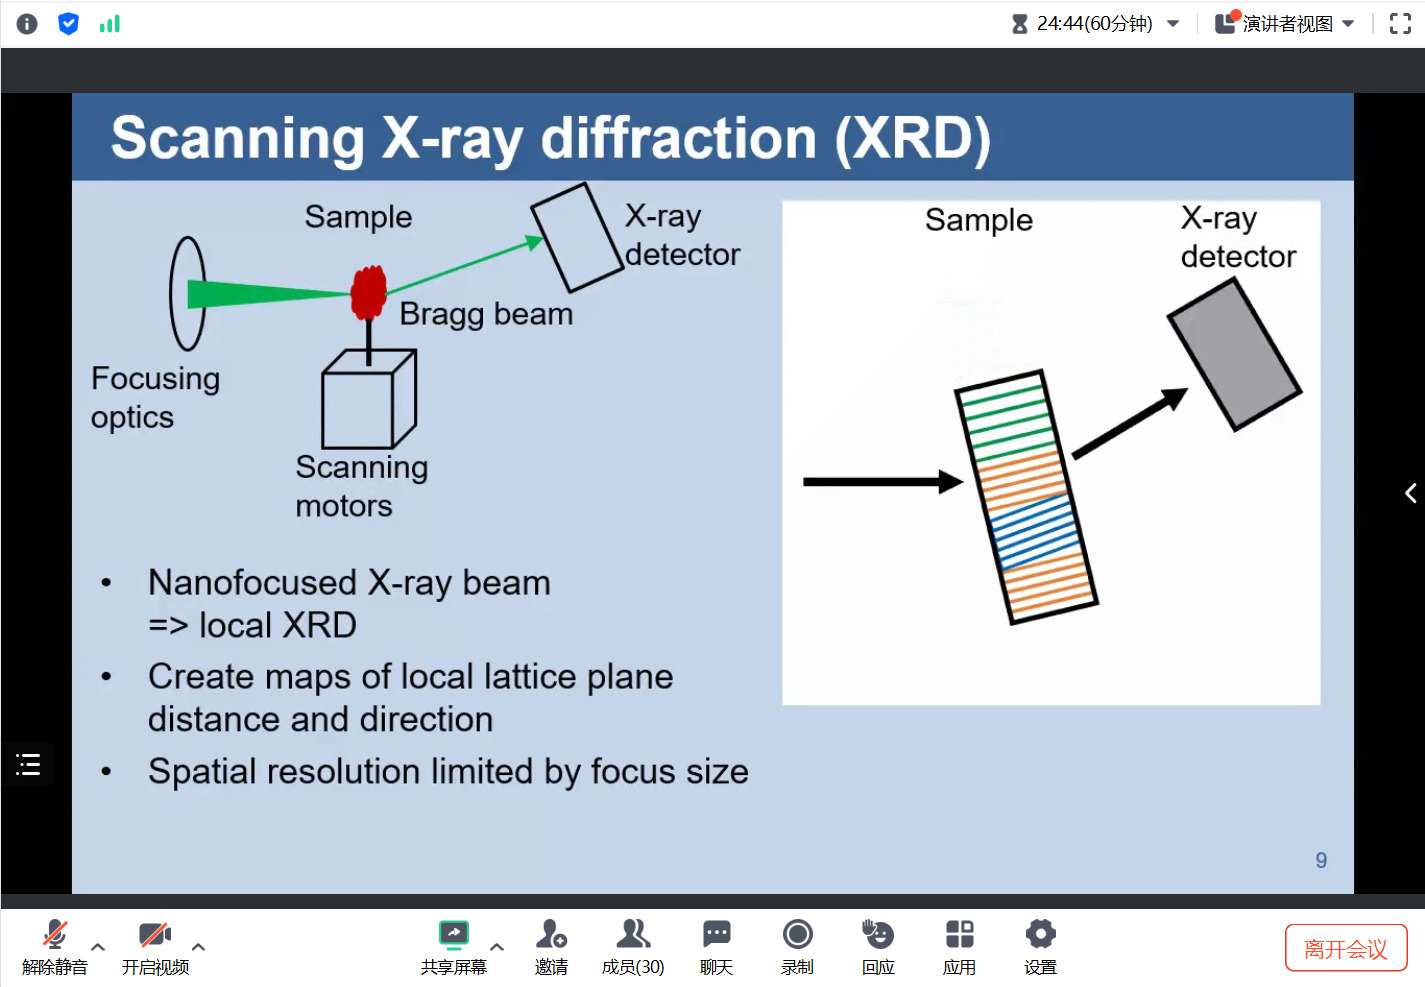 24:44(60分钟)
演讲者视图
Scanning X-ray diffraction (XRD)
Sample
X-ray
detector
Bragg beam
Focusing
optics
Scanning
motors
Sample
X-ray
detector
• Nanofocused X-ray beam
=> local XRD
• Create maps of local lattice plane
distance and direction
• Spatial resolution limited by focus size
9
解除静音
开启视频
共享屏幕
邀请
成员(30)
聊天
录制
回应
应用
设置
离开会议